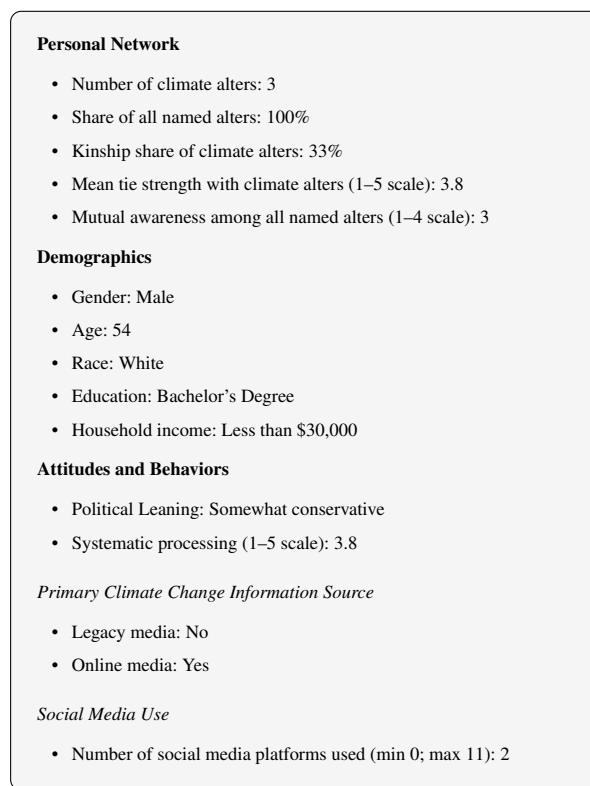 Personal Network
• Number of climate alters: 3
• Share of all named alters: 100%
• Kinship share of climate alters: 33%
• Mean tie strength with climate alters (1–5 scale): 3.8
• Mutual awareness among all named alters (1–4 scale): 3
Demographics
• Gender: Male
• Age: 54
• Race: White
• Education: Bachelor’s Degree
• Household income: Less than $30,000
Attitudes and Behaviors
• Political Leaning: Somewhat conservative
• Systematic processing (1–5 scale): 3.8
Primary Climate Change Information Source
• Legacy media: No
• Online media: Yes
Social Media Use
• Number of social media platforms used (min 0; max 11): 2